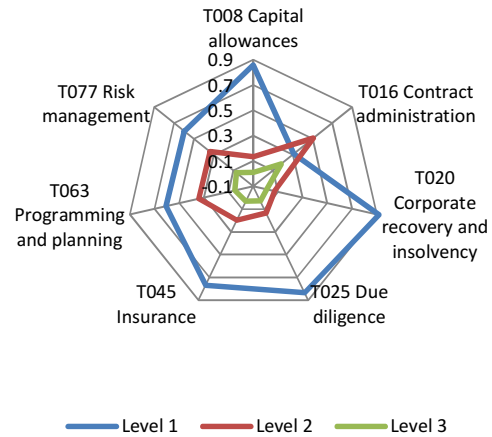 T008 Capital
allowances
0.9
0.7
0.5
0.3
0.1
-0.1
T016 Contract
administration
T020
Corporate
recovery and
insolvency
T025 Due
diligence
T045
Insurance
T063
Programming
and planning
T077 Risk
management
Level 1
Level 2
Level 3